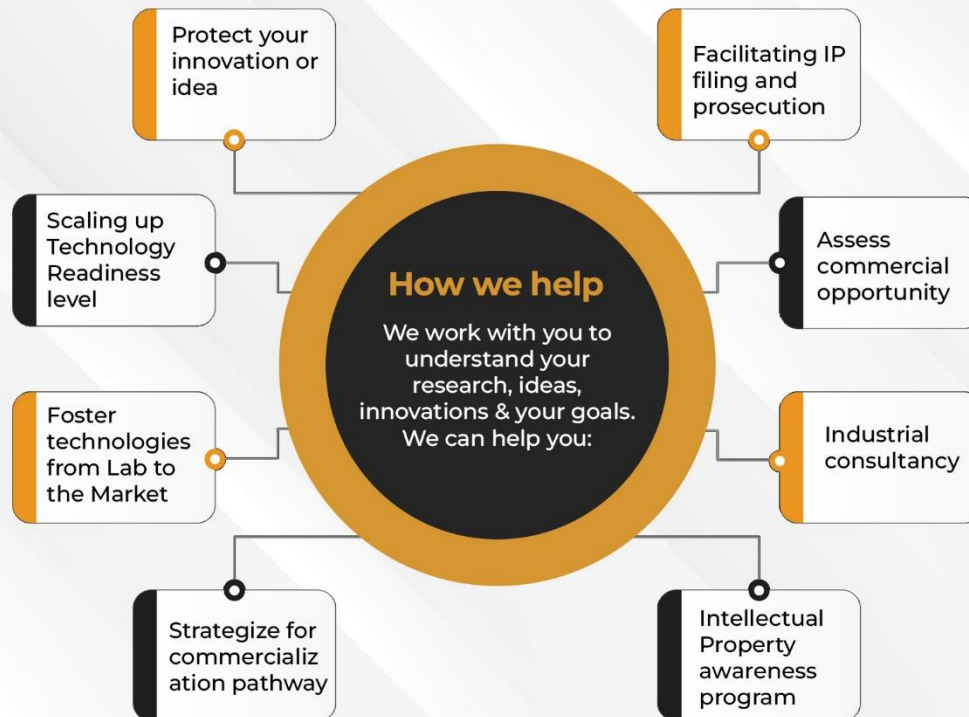 Protect your
innovation or
idea
Facilitating IP
filing and
prosecution
Scaling up
Technology
Readiness
level
Assess
commercial
opportunity
How we help
We work with you to
understand your
research, ideas,
innovations & your goals.
We can help you:
Foster
technologies
from Lab to
the Market
Industrial
consultancy
Strategize for
commercializ
ation pathway
Intellectual
Property
awareness
program